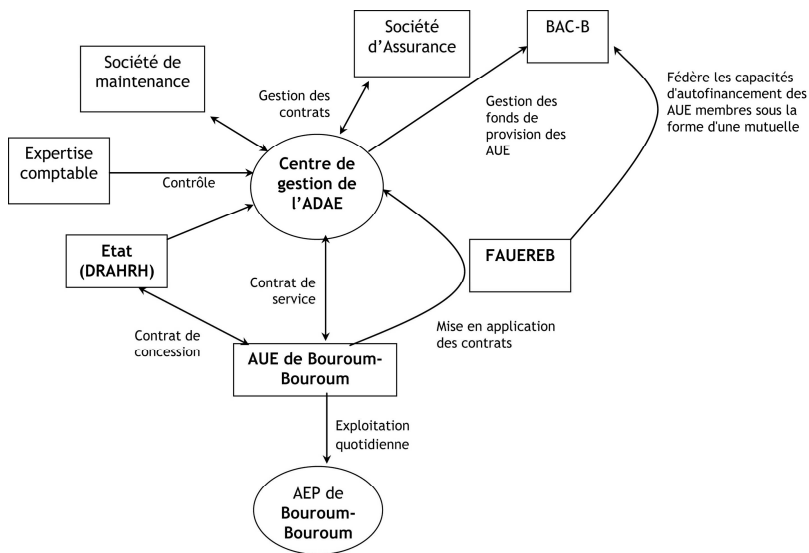 Société
d'Assurance
BAC-B
Société de
maintenance
Gestion des
contrats
Fédère les capacités
d'autofinancement des
AUE membres sous la
forme d'une mutuelle
Gestion des
fonds de
provision des
AUE
Expertise
comptable
Contrôle
Centre de
gestion de
l'ADAE
Etat
(DRAHRH)
FAUEREB
Contrat de
service
Contrat de
concession
Mise en application
des contrats
AUE de Bouroum-
Bouroum
Exploitation
quotidienne
AEP de
Bouroum-
Bouroum